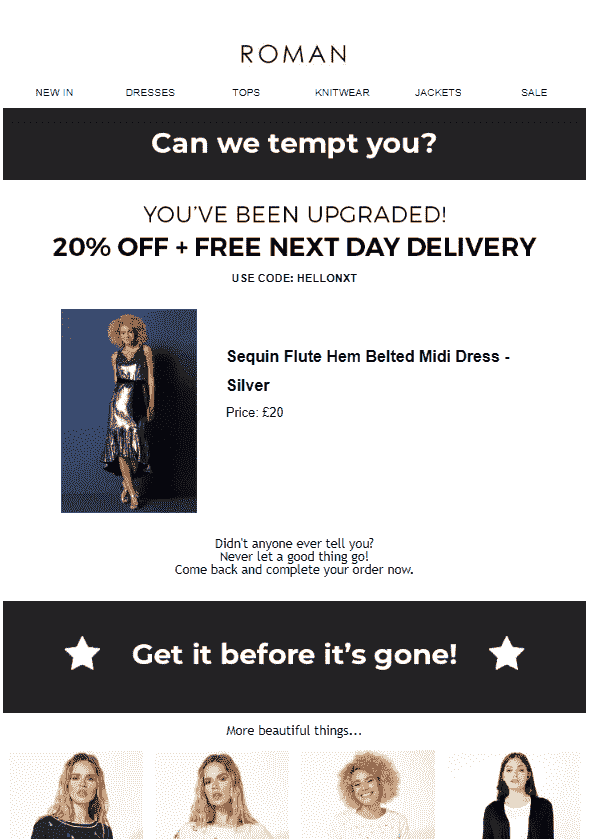 ROMAN
NEW IN DRESSES TOPS KNITWEAR JACKETS SALE
Can we tempt you?
YOU'VE BEEN UPGRADED!
20% OFF + FREE NEXT DAY DELIVERY
USE CODE: HELLONXT
Sequin Flute Hem Belted Midi Dress -
Silver
Price: £20
Didn't anyone ever tell you?
Never let a good thing go!
Come back and complete your order now.
Get it before it's gone!
More beautiful things...